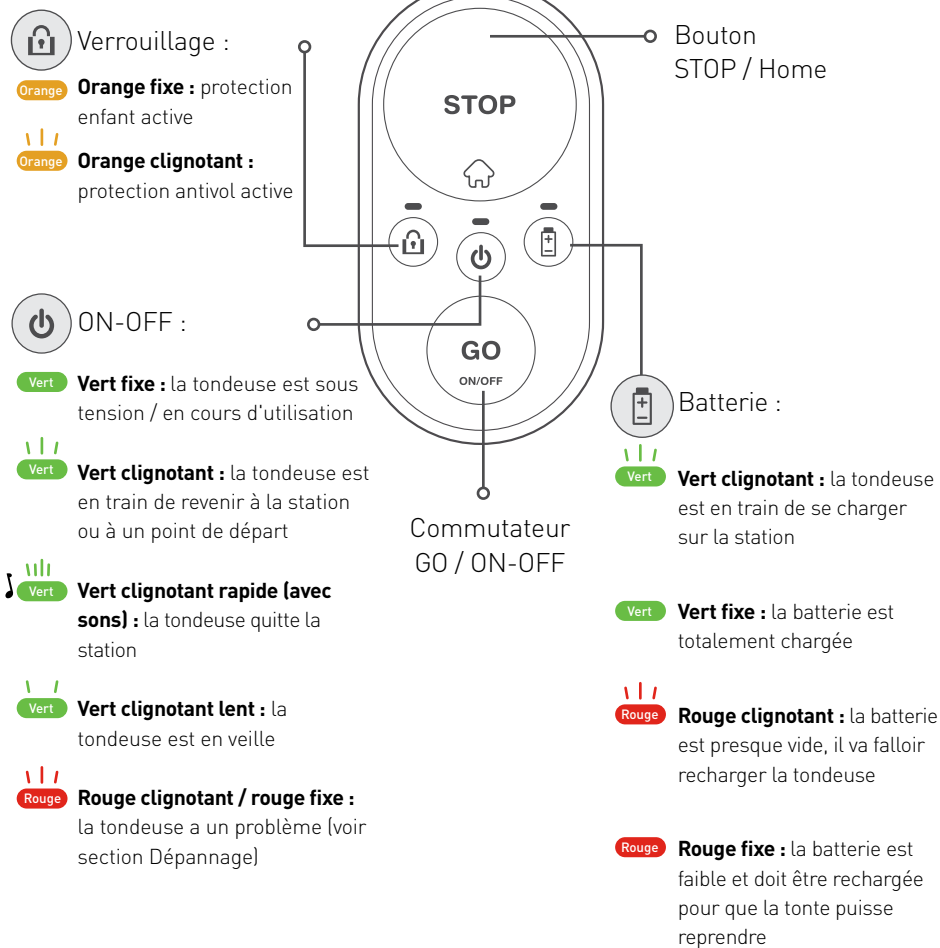 Verrouillage :
Orange
Orange fixe : protection
enfant active
Orange
Orange clignotant :
protection antivol active
Bouton
STOP / Home
STOP
GO
ON/OFF
Commutateur
GO / ON-OFF
ON-OFF :
Vert
Vert fixe : la tondeuse est sous
tension / en cours d'utilisation
Vert
Vert clignotant : la tondeuse est
en train de revenir à la station
ou à un point de départ
Vert
Vert clignotant rapide (avec
sons) : la tondeuse quitte la
station
Vert
Vert clignotant lent : la
tondeuse est en veille
Rouge
Rouge clignotant / rouge fixe :
la tondeuse a un problème (voir
section Dépannage)
Batterie :
Vert
Vert clignotant : la tondeuse
est en train de se charger
sur la station
Vert
Vert fixe : la batterie est
totalement chargée
Rouge
Rouge clignotant : la batterie
est presque vide, il va falloir
recharger la tondeuse
Rouge
Rouge fixe : la batterie est
faible et doit être rechargée
pour que la tonte puisse
reprendre